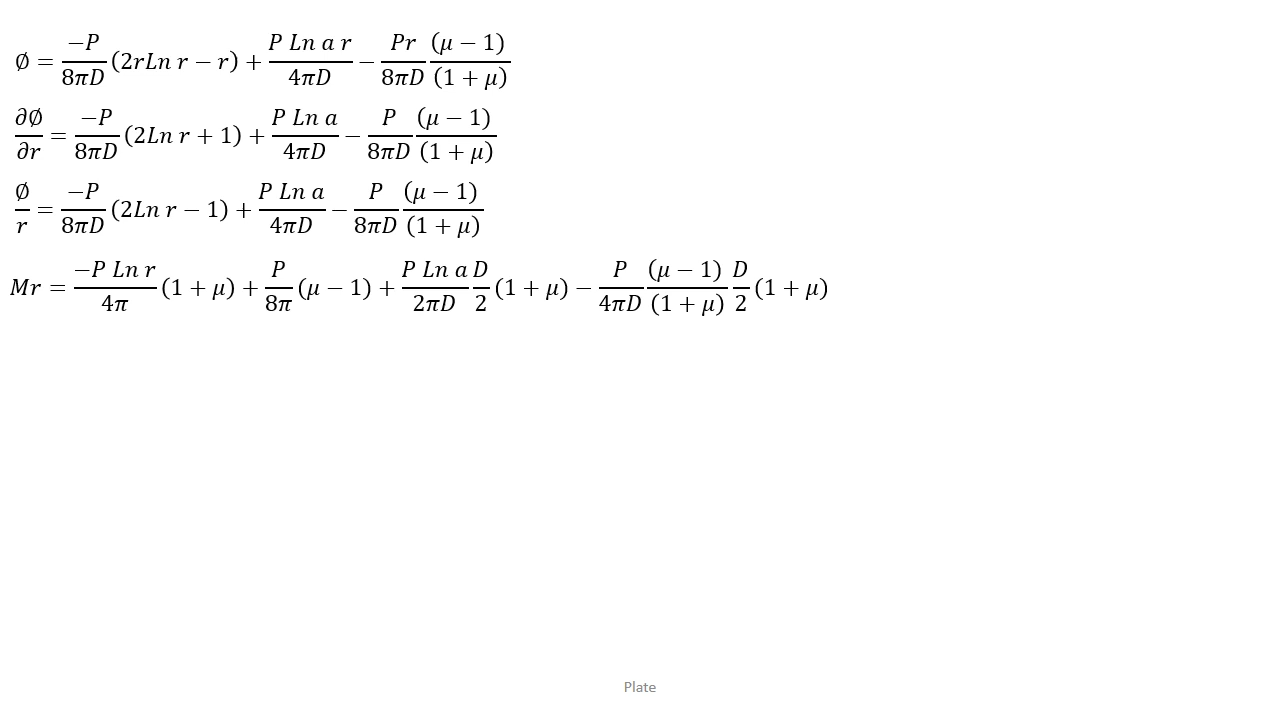 ∅ = −P/8πD (2rLn r − r) + P Ln a r/4πD − Pr/8πD (μ − 1)/(1 + μ)
∂∅/∂r = −P/8πD (2Ln r + 1) + P Ln a/4πD − P/8πD (μ − 1)/(1 + μ)
∅/r = −P/8πD (2Ln r − 1) + P Ln a/4πD − P/8πD (μ − 1)/(1 + μ)
Mr = −P Ln r/4π (1 + μ) + P/8π (μ − 1) + P Ln a/2πD D/2 (1 + μ) − P/4πD (μ − 1)/(1 + μ) D/2 (1 + μ)
Plate